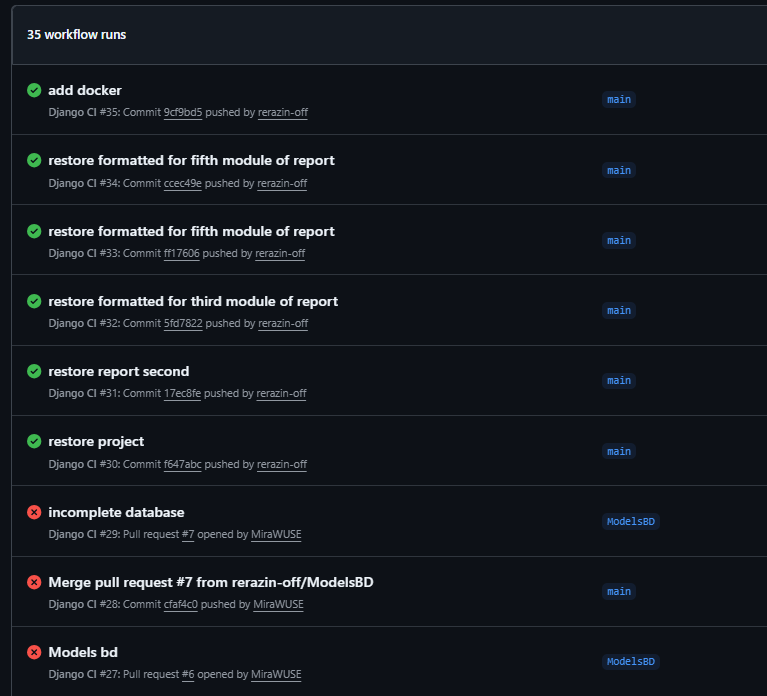 35 workflow runs
add docker
main
Django CI #35: Commit 9cf9bd5 pushed by rerazin-off
restore formatted for fifth module of report
main
Django CI #34: Commit ccec49e pushed by rerazin-off
restore formatted for fifth module of report
main
Django CI #33: Commit ff17606 pushed by rerazin-off
restore formatted for third module of report
main
Django CI #32: Commit 5fd7822 pushed by rerazin-off
restore report second
main
Django CI #31: Commit 17ec8fe pushed by rerazin-off
restore project
main
Django CI #30: Commit f647abc pushed by rerazin-off
incomplete database
ModelsBD
Django CI #29: Pull request #7 opened by MiraWUSE
Merge pull request #7 from rerazin-off/ModelsBD
main
Django CI #28: Commit cfaf4c0 pushed by MiraWUSE
Models bd
ModelsBD
Django CI #27: Pull request #6 opened by MiraWUSE